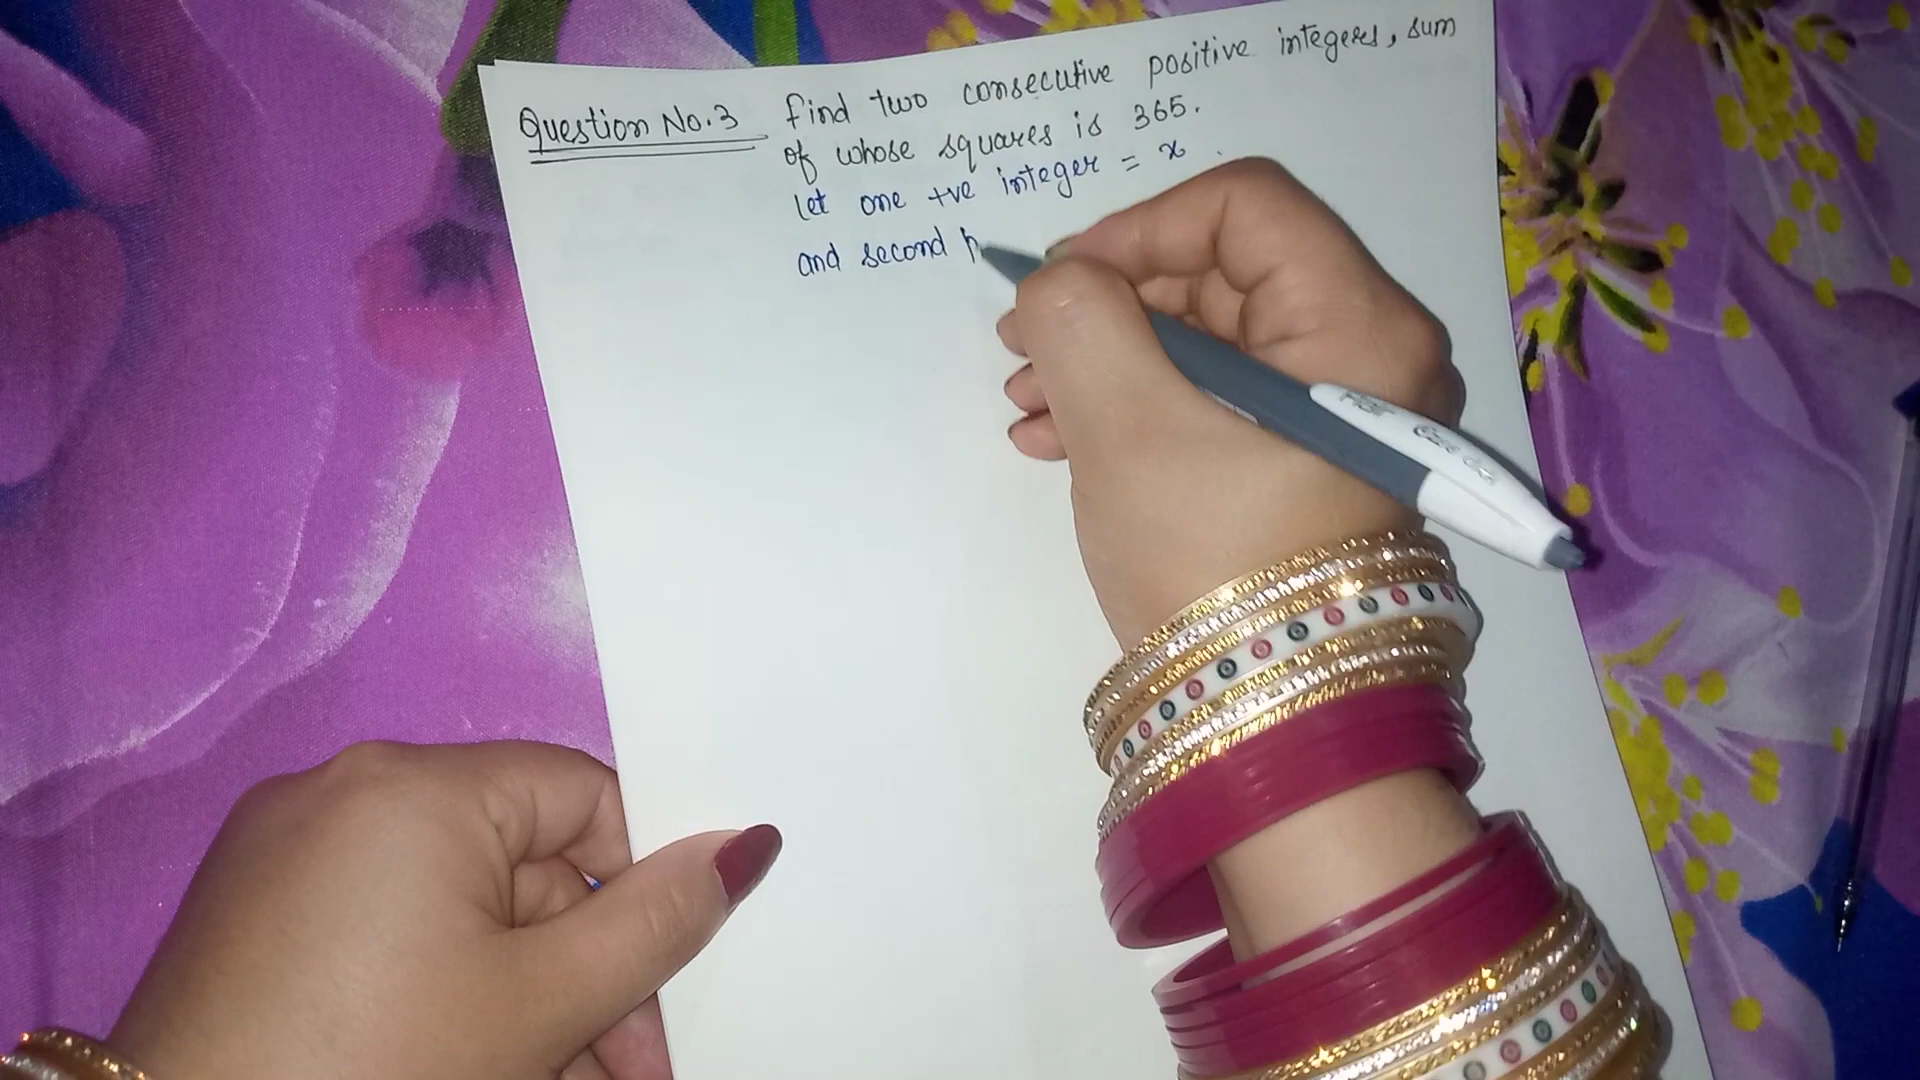 Question No.3 find two consecutive positive integers, sum
of whose squares is 365.
let one +ve integer = x
and second